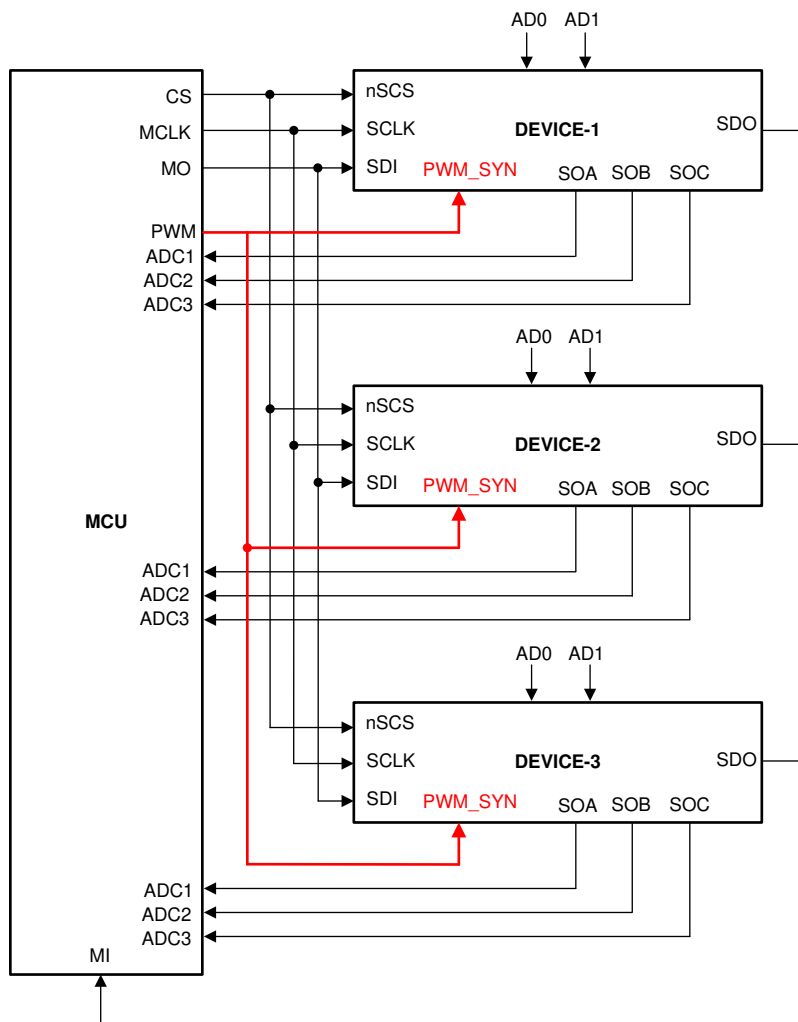 AD0 AD1
CS nSCS
MCLK SCLK DEVICE-1 SDO
MO SDI PWM_SYN SOA SOB SOC
PWM
ADC1
ADC2
ADC3
AD0 AD1
nSCS
SCLK DEVICE-2 SDO
SDI PWM_SYN SOA SOB SOC
MCU
ADC1
ADC2
ADC3
AD0 AD1
nSCS
SCLK DEVICE-3 SDO
SDI PWM_SYN SOA SOB SOC
ADC1
ADC2
ADC3
MI